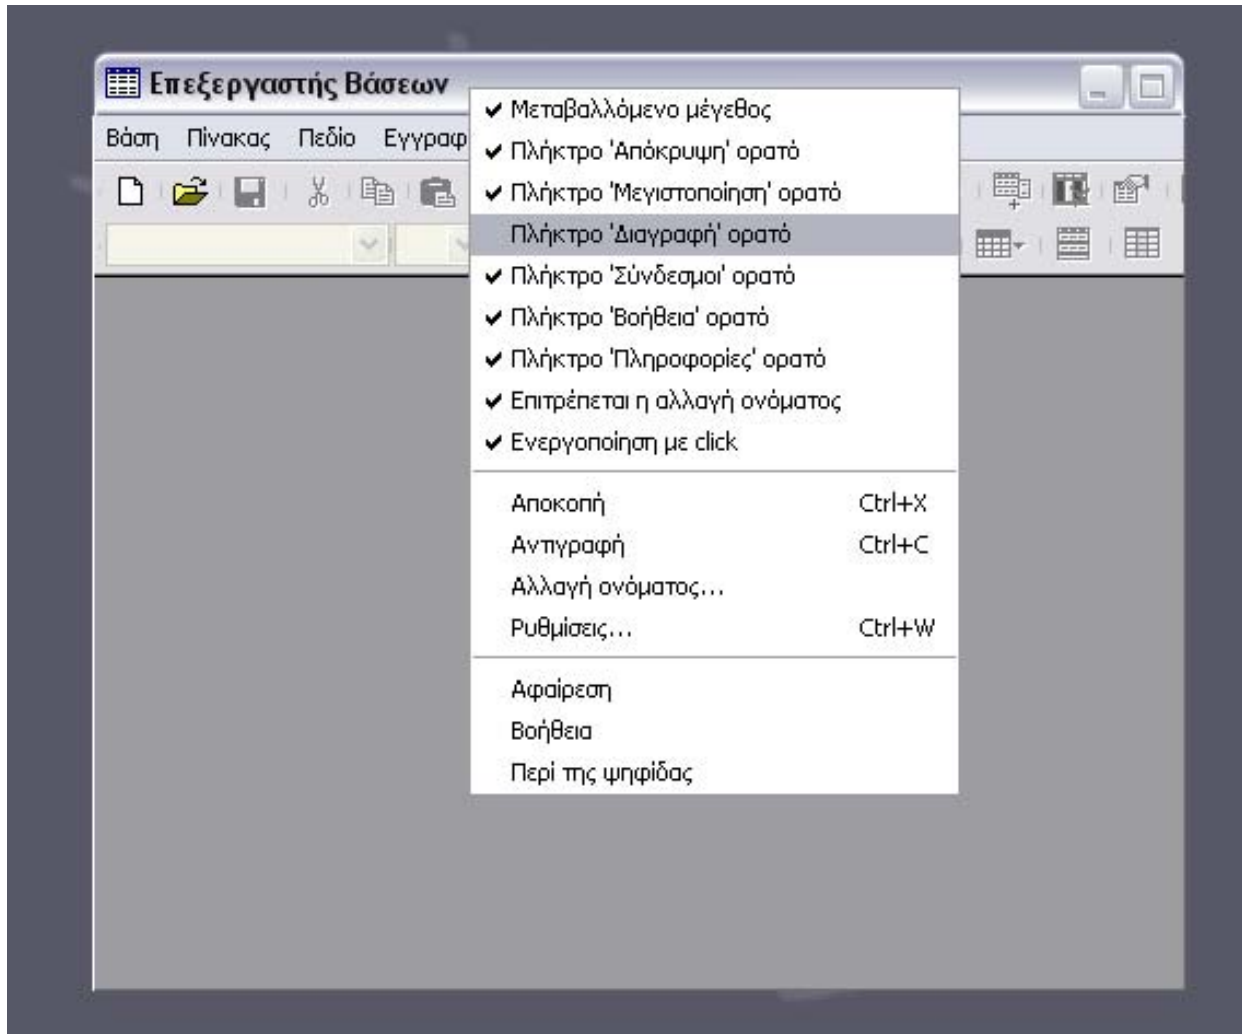 Επεξεργαστής Βάσεων
Βάση Πίνακας Πεδίο Εγγραφ
✔ Μεταβαλλόμενο μέγεθος
✔ Πλήκτρο 'Απόκρυψη' ορατό
✔ Πλήκτρο 'Μεγιστοποίηση' ορατό
Πλήκτρο 'Διαγραφή' ορατό
✔ Πλήκτρο 'Σύνδεσμοι' ορατό
✔ Πλήκτρο 'Βοήθεια' ορατό
✔ Πλήκτρο 'Πληροφορίες' ορατό
✔ Επιτρέπεται η αλλαγή ονόματος
✔ Ενεργοποίηση με click
Αποκοπή Ctrl+X
Αντιγραφή Ctrl+C
Αλλαγή ονόματος...
Ρυθμίσεις... Ctrl+W
Αφαίρεση
Βοήθεια
Περί της ψηφίδας